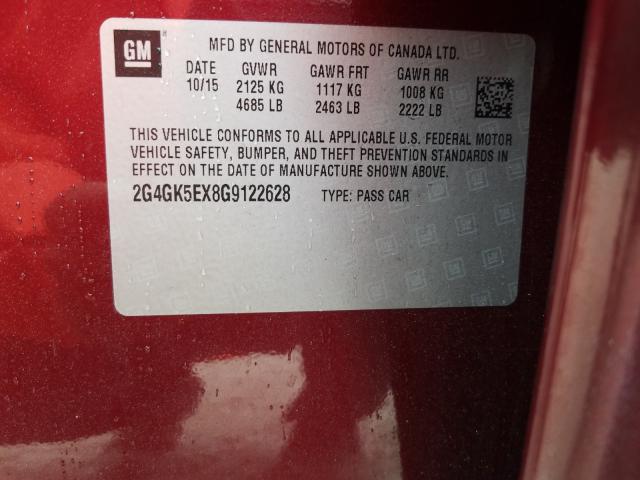 GM
MFD BY GENERAL MOTORS OF CANADA LTD.
DATE GVWR GAWR FRT GAWR RR
10/15 2125 KG 1117 KG 1008 KG
4685 LB 2463 LB 2222 LB
THIS VEHICLE CONFORMS TO ALL APPLICABLE U.S. FEDERAL MOTOR
VEHICLE SAFETY, BUMPER, AND THEFT PREVENTION STANDARDS IN
EFFECT ON THE DATE OF MANUFACTURE SHOWN ABOVE.
2G4GK5EX8G9122628 TYPE: PASS CAR